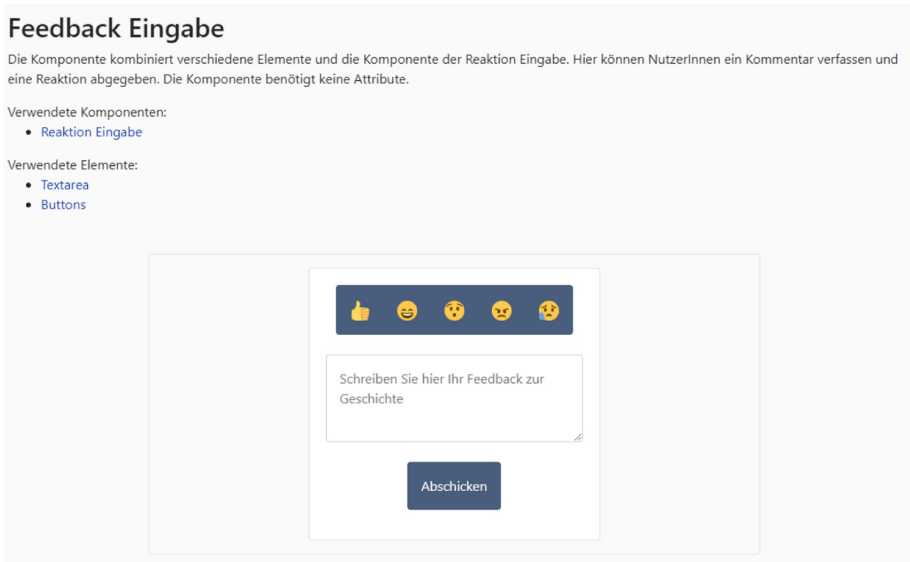 Feedback Eingabe
Die Komponente kombiniert verschiedene Elemente und die Komponente der Reaktion Eingabe. Hier können NutzerInnen ein Kommentar verfassen und
eine Reaktion abgegeben. Die Komponente benötigt keine Attribute.
Verwendete Komponenten:
• Reaktion Eingabe
Verwendete Elemente:
• Textarea
• Buttons
Schreiben Sie hier Ihr Feedback zur
Geschichte
Abschicken